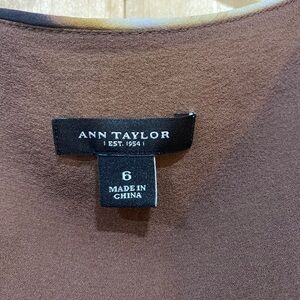 ANN TAYLOR
| EST. 1954 |
6
MADE IN
CHINA